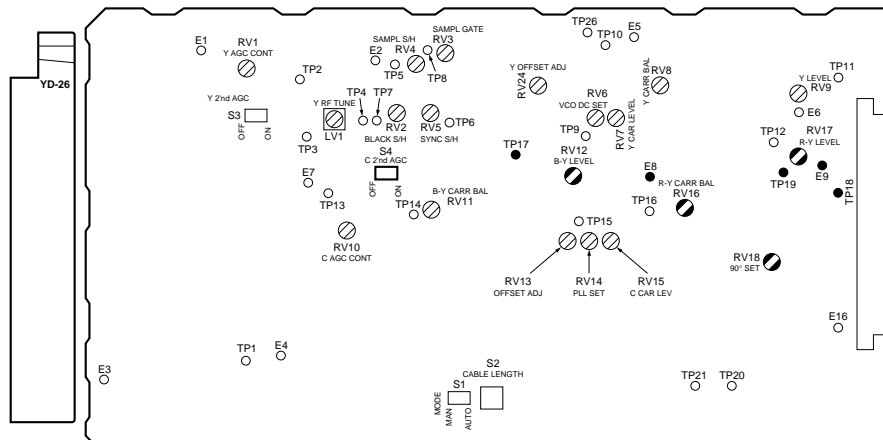 YD-26
E1
RV1
Y AGC CONT
TP2
Y 2'nd AGC
S3
OFF
ON
Y RF TUNE
LV1
TP3
TP4
TP7
E2
TP5
SAMPL S/H
RV4
SAMPL GATE
RV3
TP8
RV2
BLACK S/H
RV5
SYNC S/H
TP6
S4
C 2'nd AGC
OFF
ON
E7
TP13
RV10
C AGC CONT
TP14
B-Y CARR BAL
RV11
TP26
TP10
E5
Y OFFSET ADJ
RV24
RV6
VCO DC SET
RV7
Y CAR LEVEL
RV8
Y CARR BAL
TP9
TP17
RV12
B-Y LEVEL
E8
TP16
R-Y CARR BAL
RV16
TP15
RV13
OFFSET ADJ
RV14
PLL SET
RV15
C CAR LEV
TP11
Y LEVEL
RV9
E6
TP12
RV17
R-Y LEVEL
TP19
E9
TP18
RV18
90° SET
E16
TP1
E4
E3
S2
CABLE LENGTH
S1
MODE
MAN
AUTO
TP21
TP20